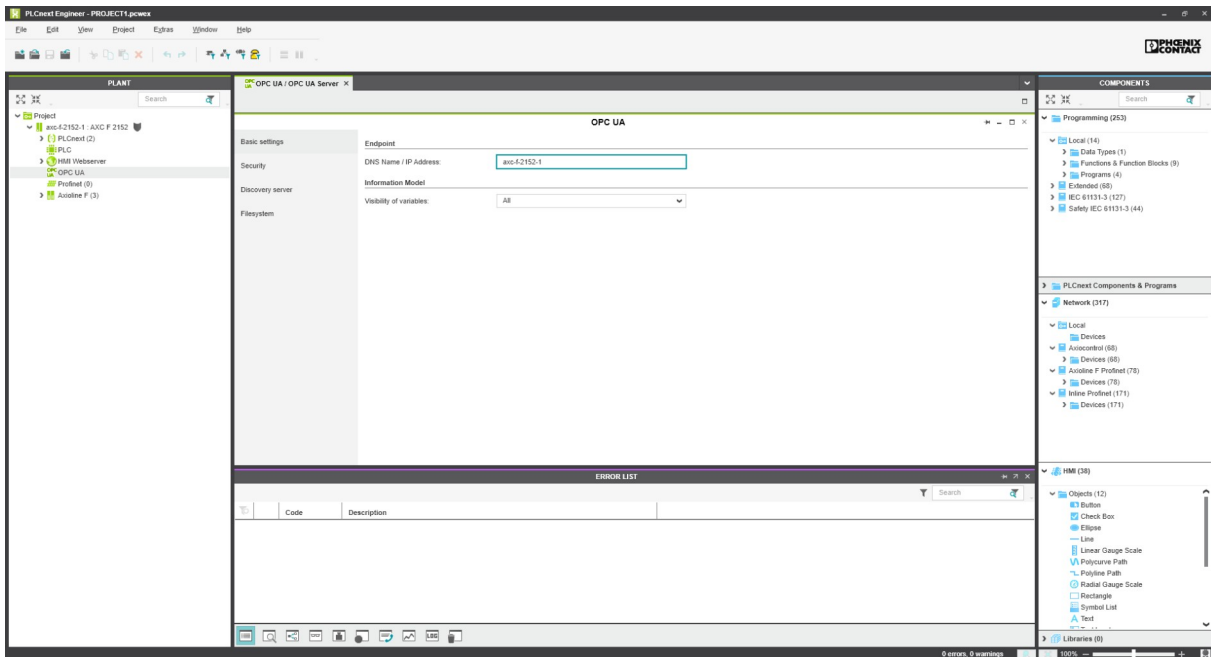 PLCnext Engineer - PROJECT1.pcwex
File Edit View Project Extras Window Help
PHŒNIX
CONTACT
PLANT
Search
Project
axc-f-2152-1 : AXC F 2152
PLCnext (2)
PLC
HMI Webserver
OPC UA
Profinet (0)
Axioline F (3)
OPC UA / OPC UA Server
OPC UA
Basic settings
Security
Discovery server
Filesystem
Endpoint
DNS Name / IP Address: axc-f-2152-1
Information Model
Visibility of variables: All
ERROR LIST
Search
Code Description
LOG
0 errors, 0 warnings
100%
COMPONENTS
Search
Programming (253)
Local (14)
Data Types (1)
Functions & Function Blocks (9)
Programs (4)
Extended (68)
IEC 61131-3 (127)
Safety IEC 61131-3 (44)
PLCnext Components & Programs
Network (317)
Local
Devices
Axiocontrol (68)
Devices (68)
Axioline F Profinet (78)
Devices (78)
Inline Profinet (171)
Devices (171)
HMI (38)
Objects (12)
Button
Check Box
Ellipse
Line
Linear Gauge Scale
Polycurve Path
Polyline Path
Radial Gauge Scale
Rectangle
Symbol List
Text
Libraries (0)